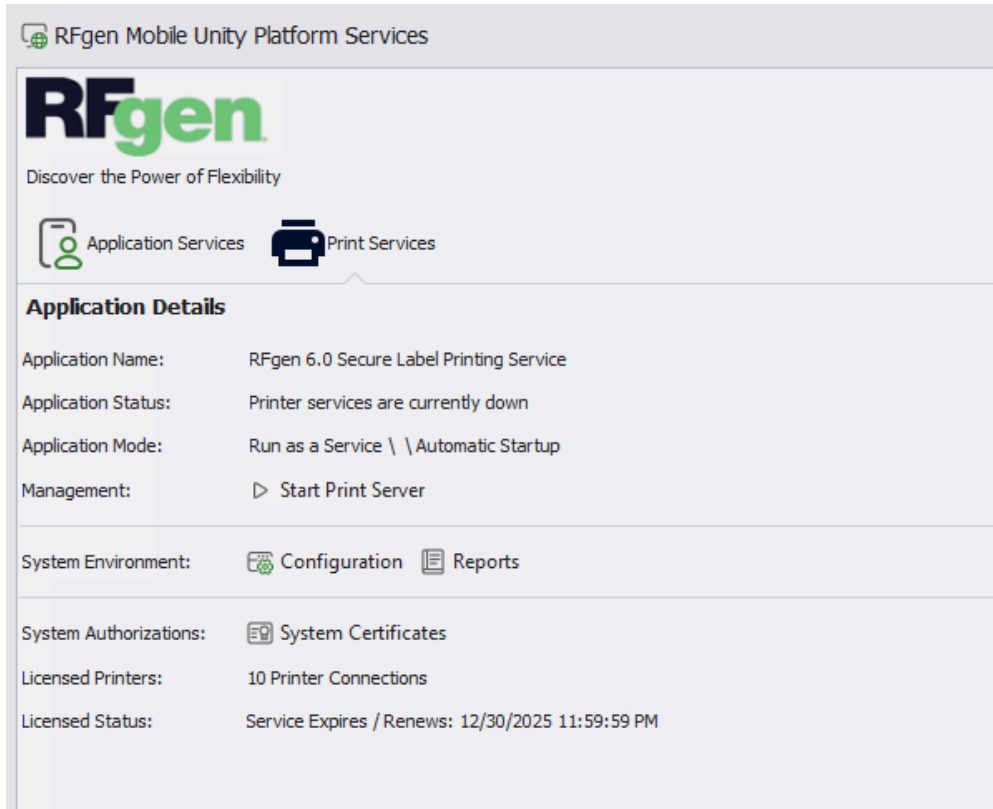 RFgen Mobile Unity Platform Services
RFgen
Discover the Power of Flexibility
Application Services Print Services
Application Details
Application Name: RFgen 6.0 Secure Label Printing Service
Application Status: Printer services are currently down
Application Mode: Run as a Service \ \ Automatic Startup
Management: Start Print Server
System Environment: Configuration Reports
System Authorizations: System Certificates
Licensed Printers: 10 Printer Connections
Licensed Status: Service Expires / Renews: 12/30/2025 11:59:59 PM